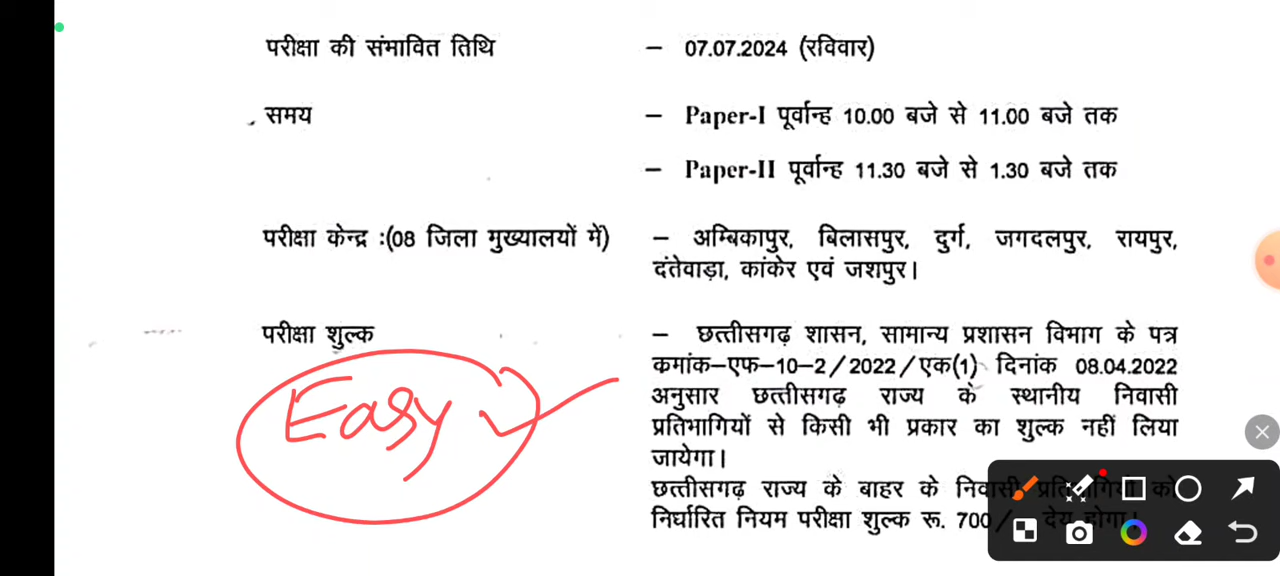 परीक्षा की संभावित तिथि – 07.07.2024 (रविवार)
समय – Paper-I पूर्वान्ह 10.00 बजे से 11.00 बजे तक
– Paper-II पूर्वान्ह 11.30 बजे से 1.30 बजे तक
परीक्षा केन्द्र :(08 जिला मुख्यालयों में) – अम्बिकापुर, बिलासपुर, दुर्ग, जगदलपुर, रायपुर,
दंतेवाड़ा, कांकेर एवं जशपुर।
परीक्षा शुल्क – छत्तीसगढ़ शासन, सामान्य प्रशासन विभाग के पत्र
कमांक–एफ–10–2/2022/एक(1) दिनांक 08.04.2022
अनुसार छत्तीसगढ़ राज्य के स्थानीय निवासी
प्रतिभागियों से किसी भी प्रकार का शुल्क नहीं लिया
जायेगा।
छत्तीसगढ़ राज्य के बाहर के निवासी प्रतिभागियों को
निर्धारित नियम परीक्षा शुल्क रू. 700/– देय होगा।
Easy